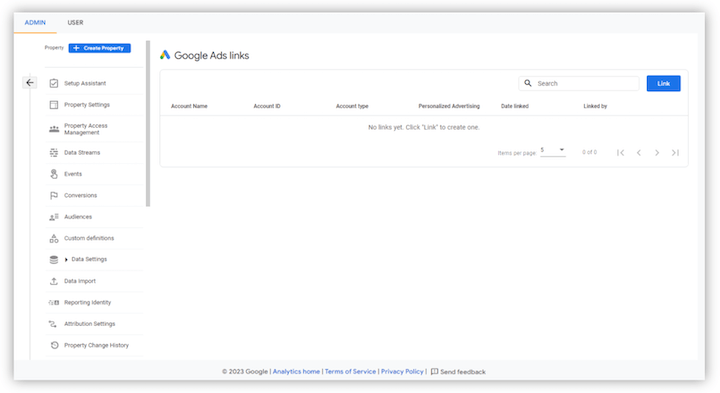 ADMIN USER
Property Create Property
Setup Assistant
Property Settings
Property Access
Management
Data Streams
Events
Conversions
Audiences
Custom definitions
Data Settings
Data Import
Reporting Identity
Attribution Settings
Property Change History
Google Ads links
Search Link
Account Name Account ID Account type Personalized Advertising Date linked Linked by
No links yet. Click "Link" to create one.
Items per page: 5 0 of 0
© 2023 Google | Analytics home | Terms of Service | Privacy Policy | Send feedback